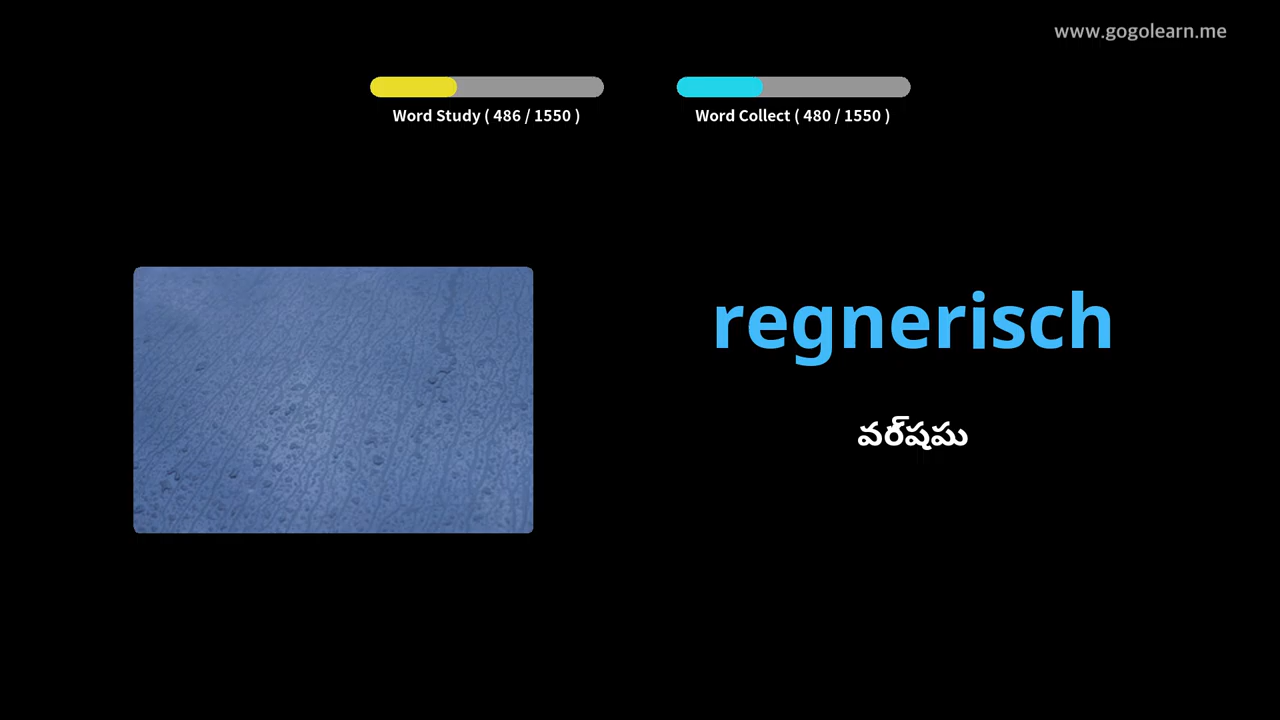 www.gogolearn.me
Word Study ( 486 / 1550 )
Word Collect ( 480 / 1550 )
regnerisch
వర్‌షపు